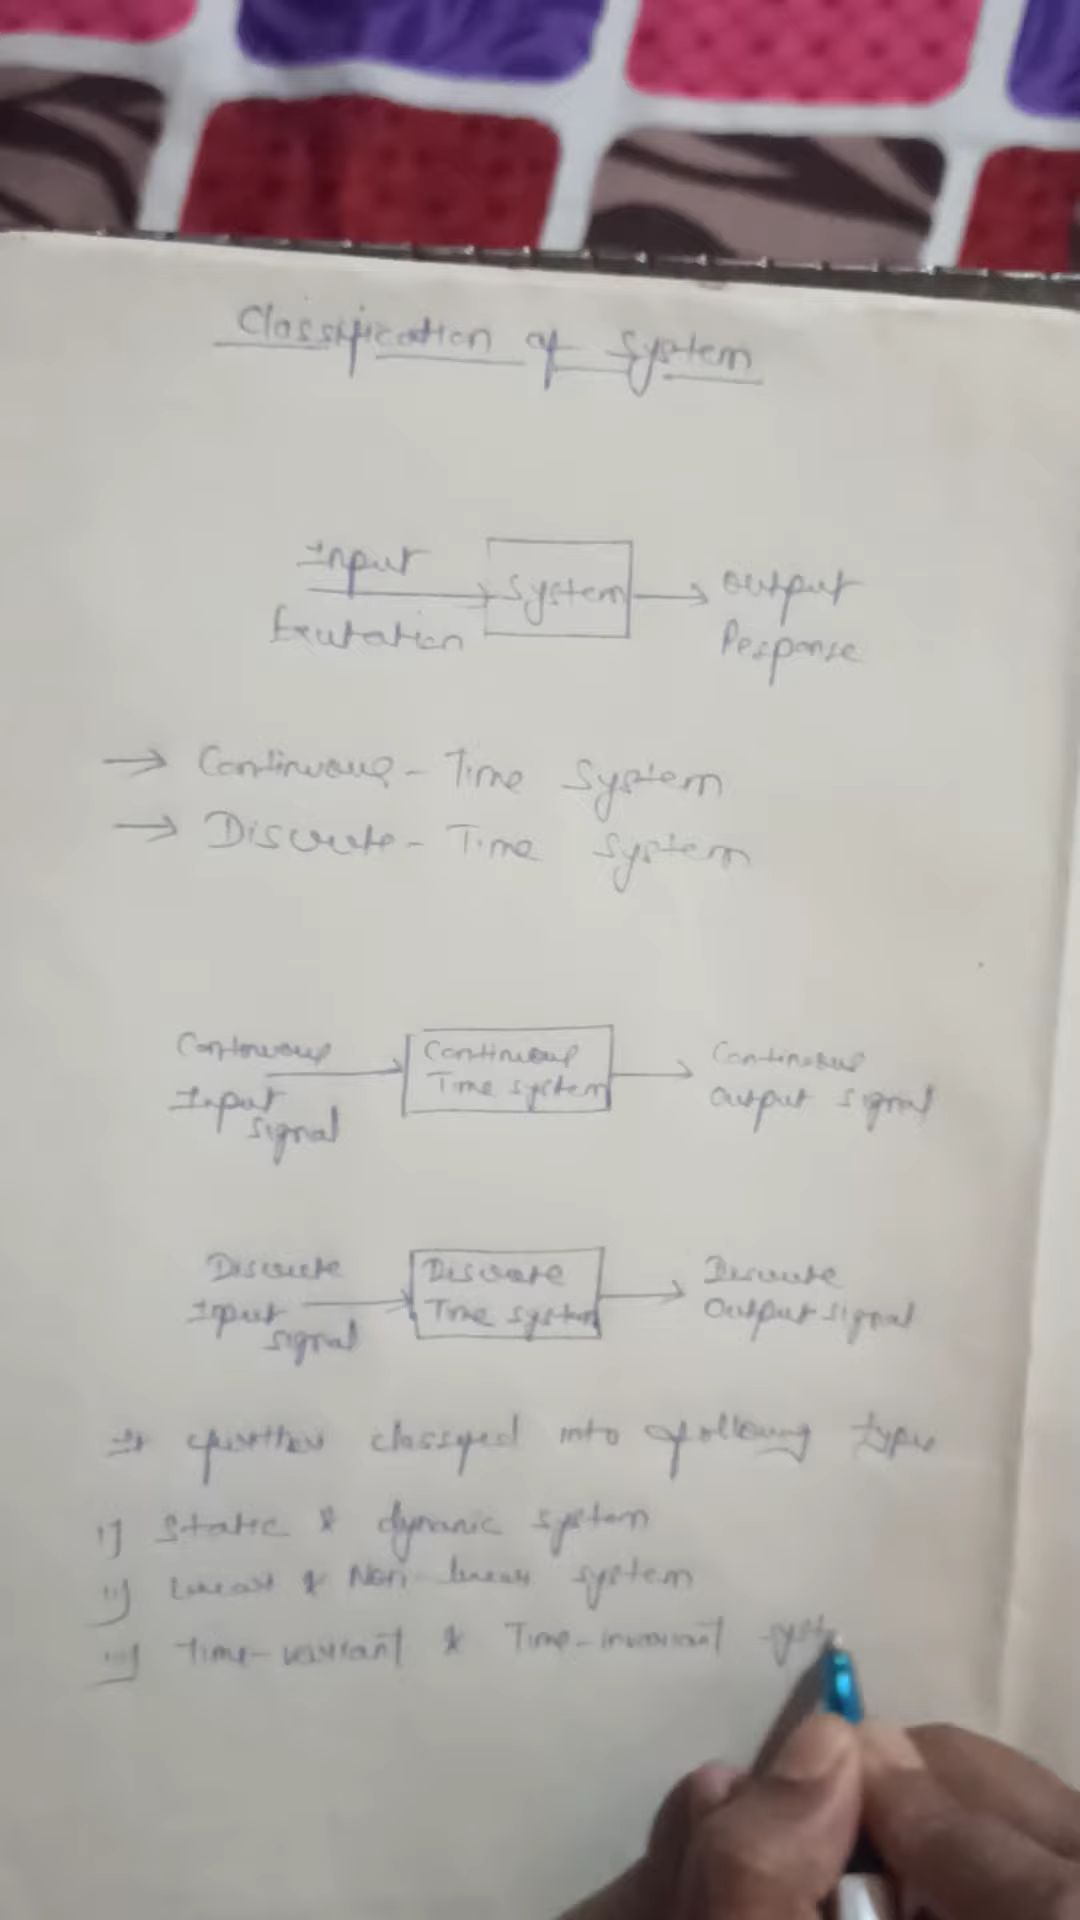 Classification of System
Input
Excitation
System
Output
Response
→ Continuous - Time System
→ Discrete - Time System
Continuous
Input
signal
Continuous
Time system
Continuous
Output signal
Discrete
Input
signal
Discrete
Time system
Discrete
Output signal
It further classified into following type
i] Static & dynamic system
ii] Linear & Non-linear system
iii] Time-variant & Time-invariant syste